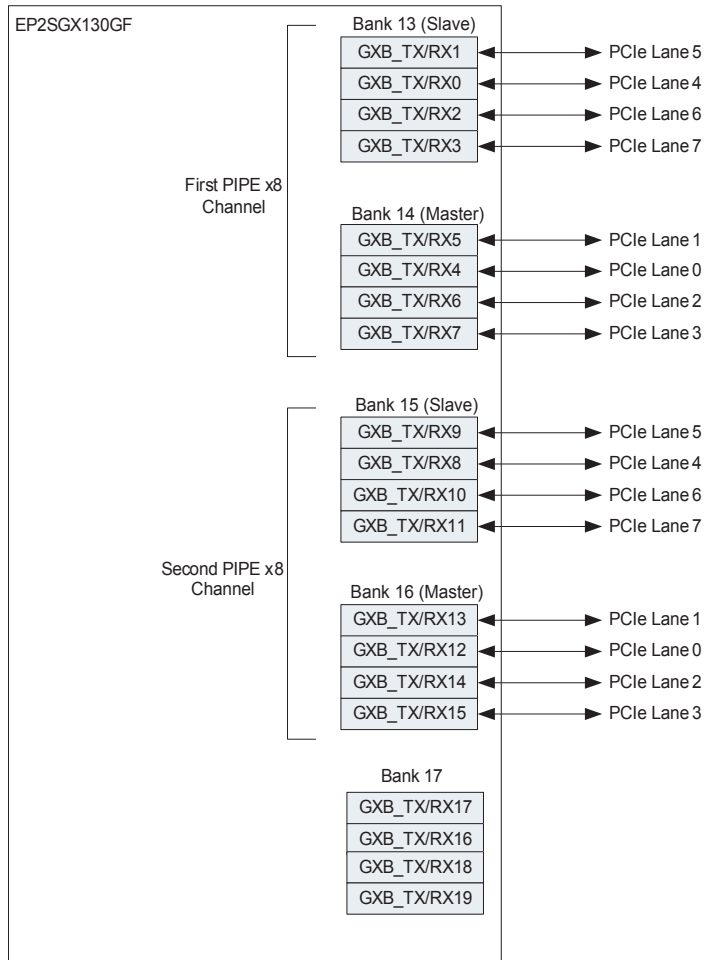 EP2SGX130GF
Bank 13 (Slave)
GXB_TX/RX1
PCIe Lane 5
GXB_TX/RX0
PCIe Lane 4
GXB_TX/RX2
PCIe Lane 6
GXB_TX/RX3
PCIe Lane 7
First PIPE x8
Channel
Bank 14 (Master)
GXB_TX/RX5
PCIe Lane 1
GXB_TX/RX4
PCIe Lane 0
GXB_TX/RX6
PCIe Lane 2
GXB_TX/RX7
PCIe Lane 3
Bank 15 (Slave)
GXB_TX/RX9
PCIe Lane 5
GXB_TX/RX8
PCIe Lane 4
GXB_TX/RX10
PCIe Lane 6
GXB_TX/RX11
PCIe Lane 7
Second PIPE x8
Channel
Bank 16 (Master)
GXB_TX/RX13
PCIe Lane 1
GXB_TX/RX12
PCIe Lane 0
GXB_TX/RX14
PCIe Lane 2
GXB_TX/RX15
PCIe Lane 3
Bank 17
GXB_TX/RX17
GXB_TX/RX16
GXB_TX/RX18
GXB_TX/RX19